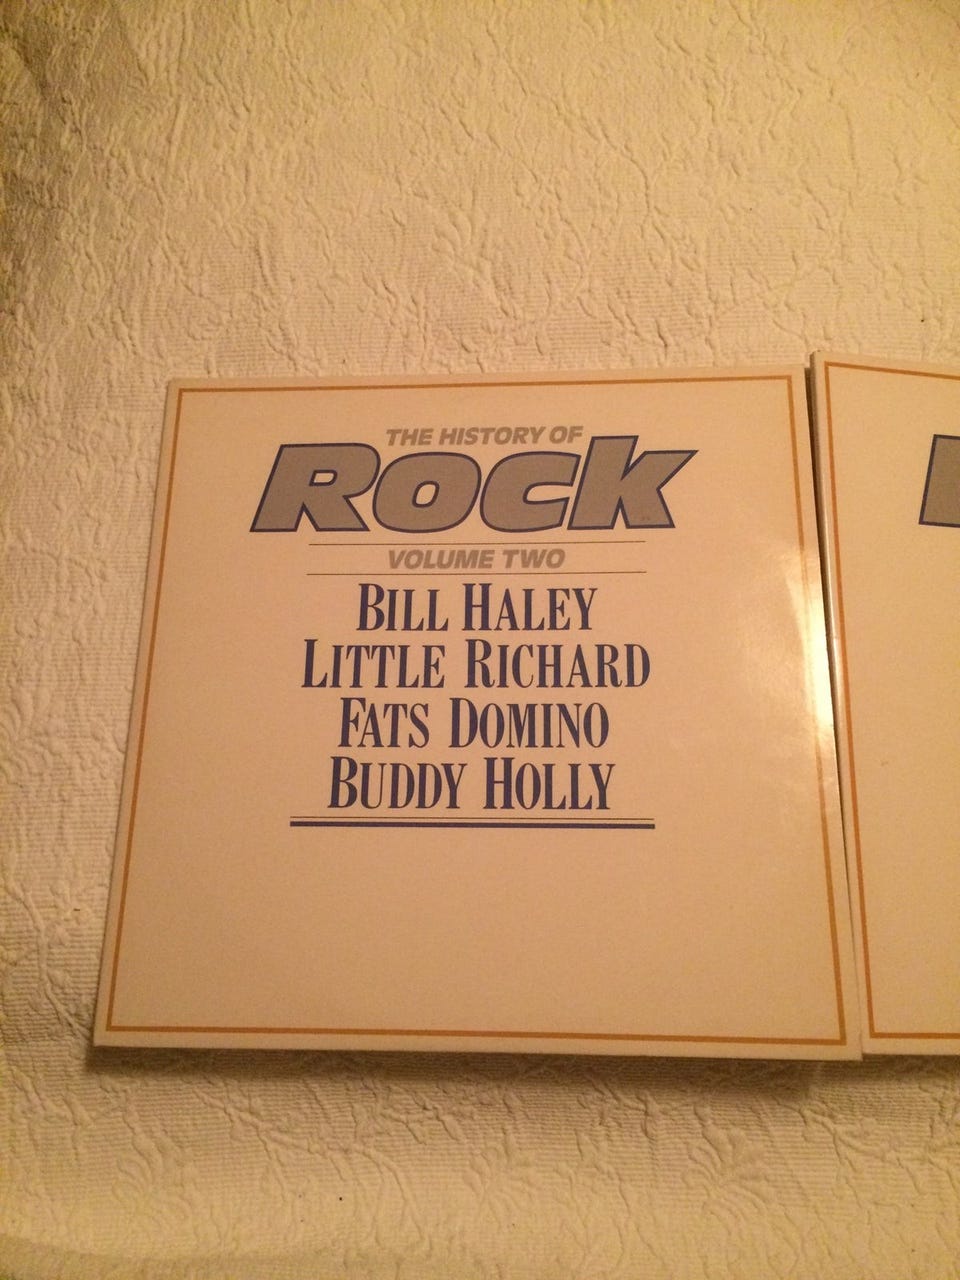 THE HISTORY OF
Rock
VOLUME TWO
BILL HALEY
LITTLE RICHARD
FATS DOMINO
BUDDY HOLLY